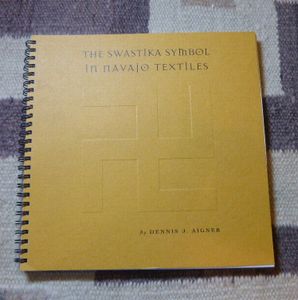 THE SWASTIKA SYMBOL
IN NAVAJO TEXTILES
By DENNIS J. AIGNER